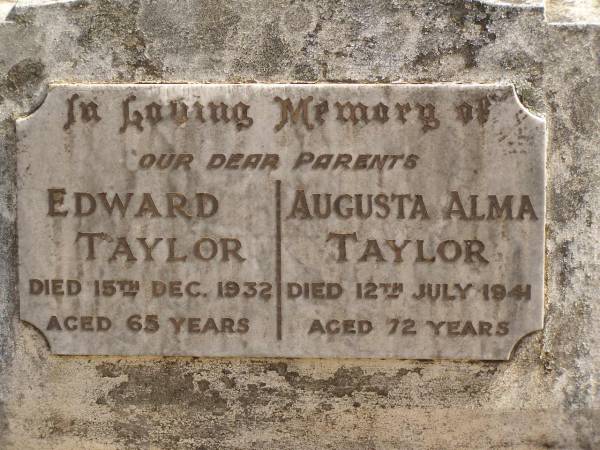 In Loving Memory of
OUR DEAR PARENTS
EDWARD
TAYLOR
DIED 15TH DEC. 1932
AGED 65 YEARS
AUGUSTA ALMA
TAYLOR
DIED 12TH JULY 1941
AGED 72 YEARS